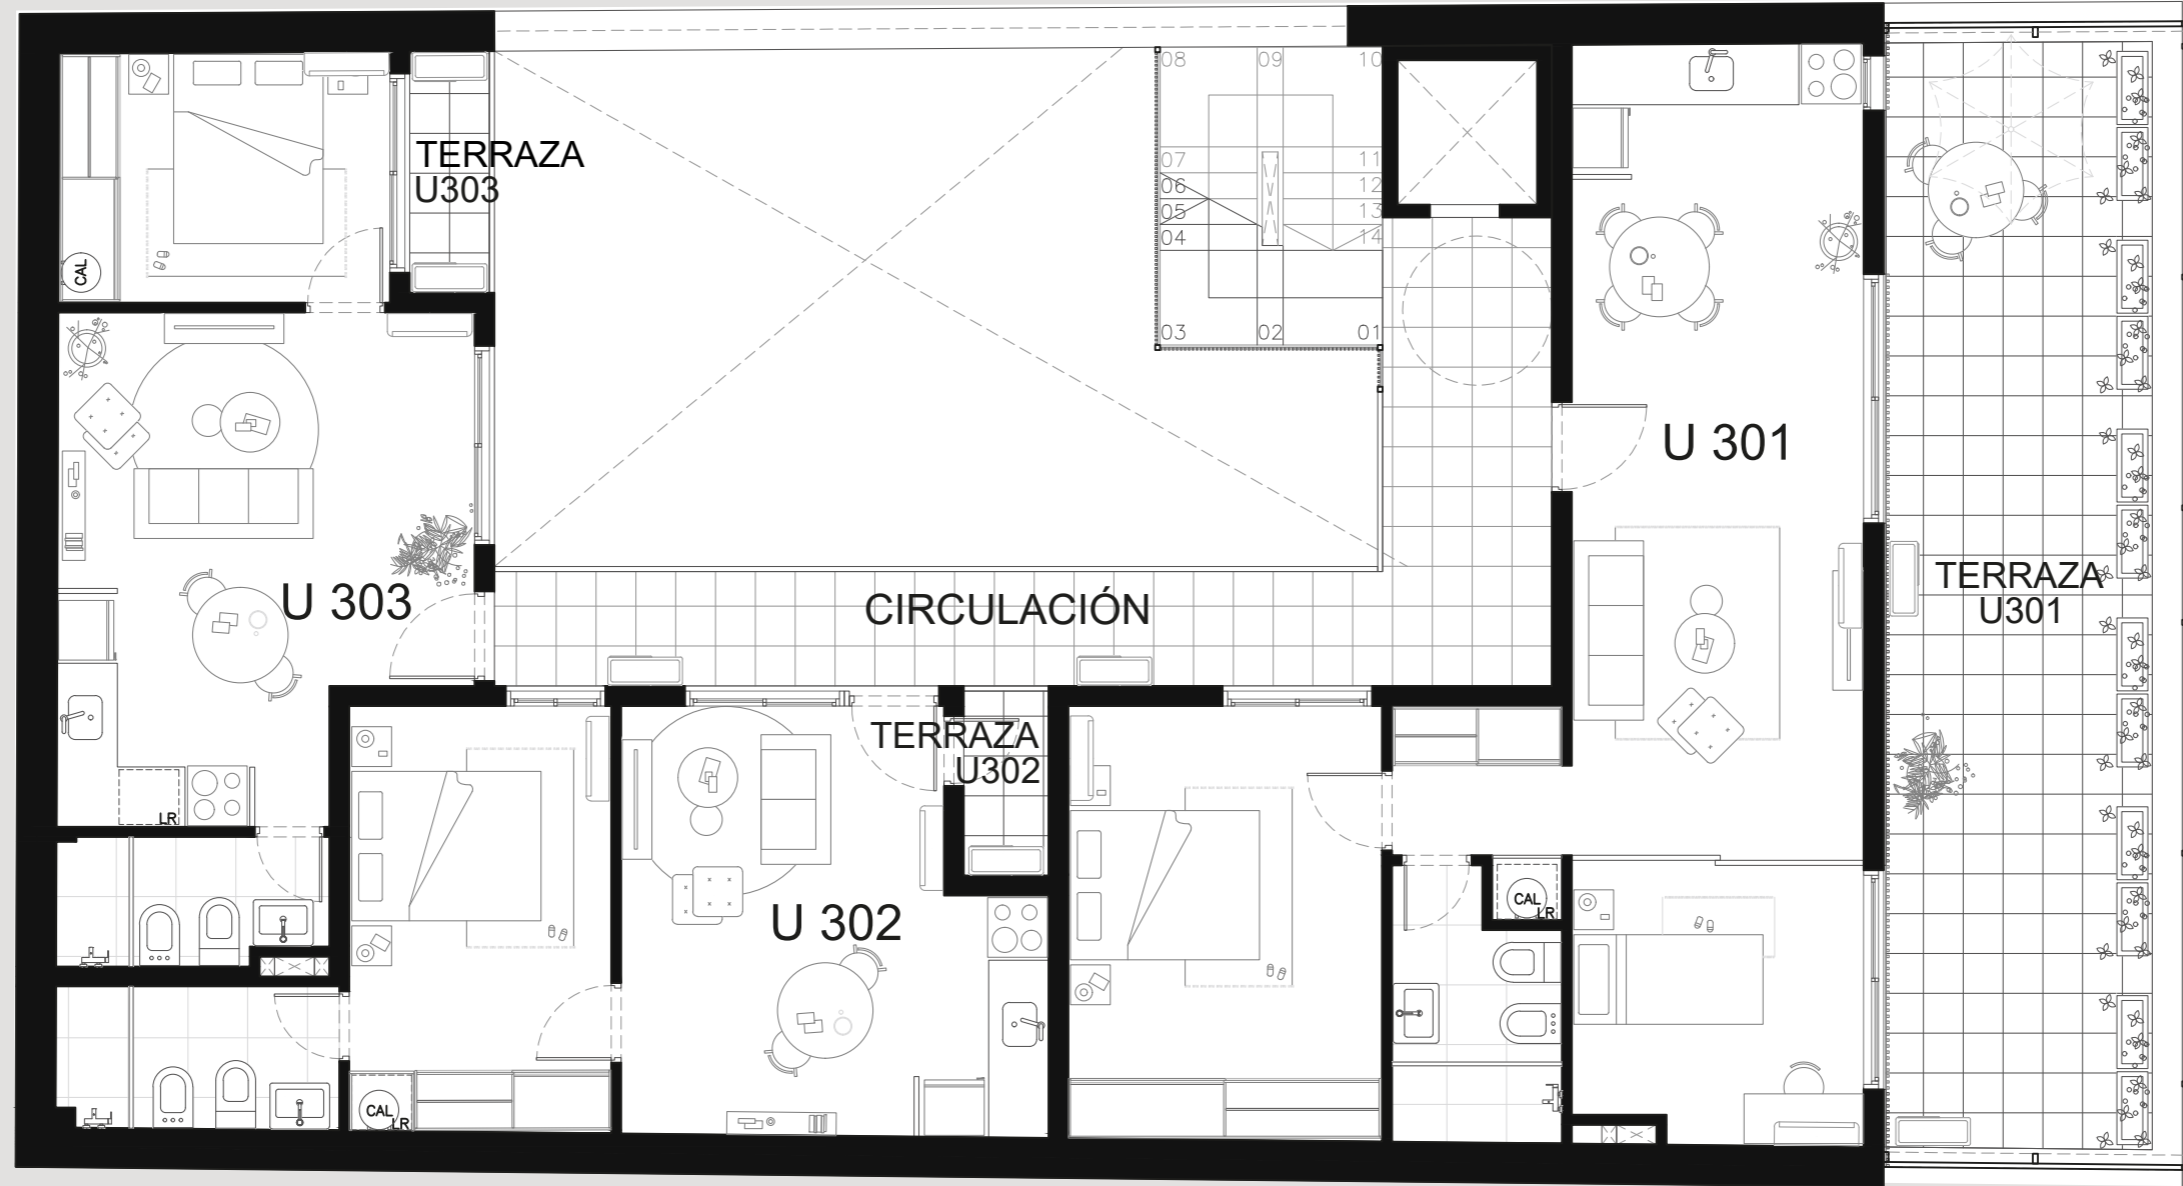 08 09 10
07 11
06 12
05 13
04 14
03 02 01
TERRAZA
U303
CAL
U 303
LR
CIRCULACIÓN
U 301
TERRAZA
U301
TERRAZA
U302
U 302
CAL
LR
CAL
LR